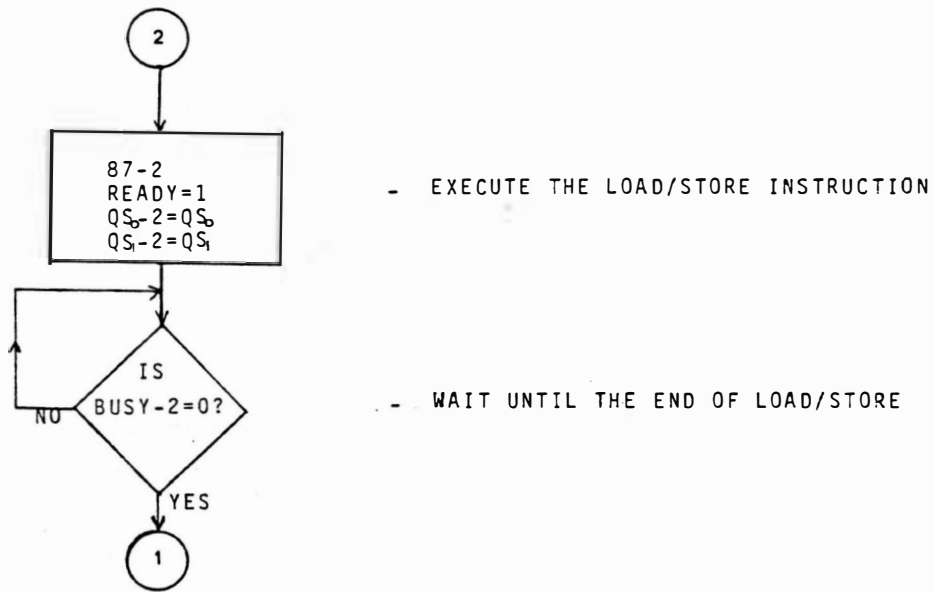 2
87-2
READY=1
QS₀-2=QS₀
QS₁-2=QS₁
- EXECUTE THE LOAD/STORE INSTRUCTION
IS
BUSY-2=0?
NO
- WAIT UNTIL THE END OF LOAD/STORE
YES
1